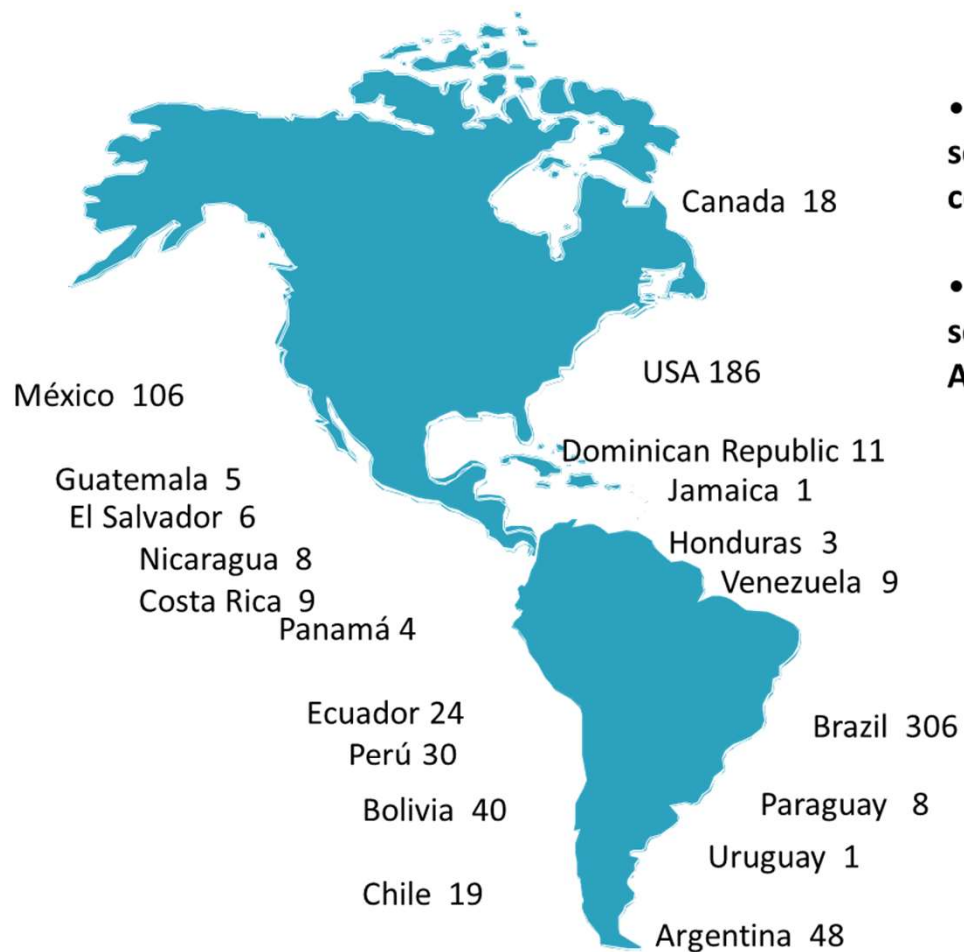 Canada 18
USA 186
México 106
Dominican Republic 11
Guatemala 5
Jamaica 1
El Salvador 6
Honduras 3
Nicaragua 8
Venezuela 9
Costa Rica 9
Panamá 4
Ecuador 24
Brazil 306
Perú 30
Bolivia 40
Paraguay 8
Uruguay 1
Chile 19
Argentina 48